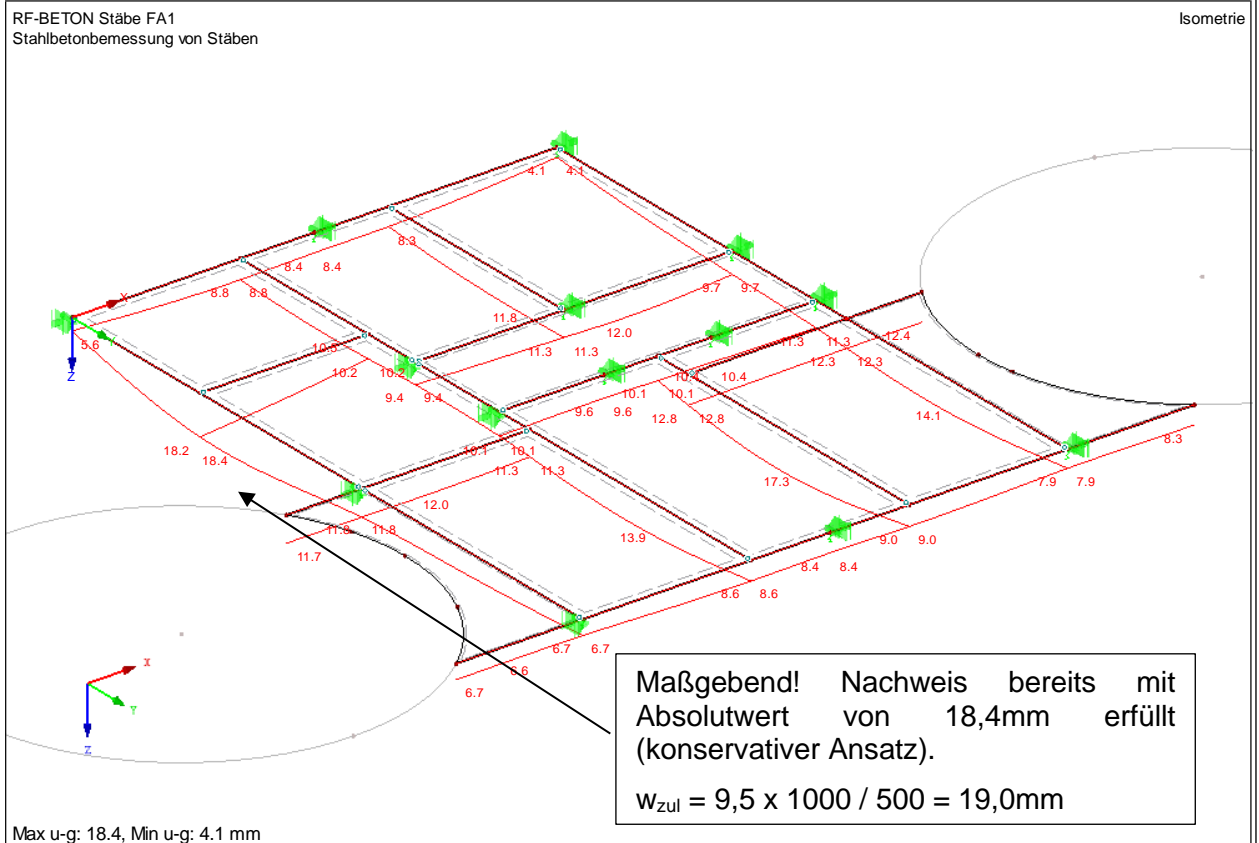 RF-BETON Stäbe FA1
Isometrie
Stahlbetonbemessung von Stäben
4.1 4.1
8.3
8.4 8.4
8.8 8.8
9.7 9.7
X
Y
Z
5.6
11.8
12.0
11.3 11.3
10.3
10.2
10.2
9.4 9.4
12.4
11.3 11.3
12.3 12.3
10.4
10.1 10.1
9.6 9.6
12.8 12.8
14.1
8.3
18.2
18.4
10.1 10.1
11.3 11.3
17.3
7.9 7.9
12.0
11.8 11.8
11.7
13.9
9.0 9.0
8.4 8.4
8.6 8.6
6.7 6.7
6.6
6.7
X
Y
Z
Maßgebend! Nachweis bereits mit
Absolutwert von 18,4mm erfüllt
(konservativer Ansatz).
wzul = 9,5 x 1000 / 500 = 19,0mm
Max u-g: 18.4, Min u-g: 4.1 mm